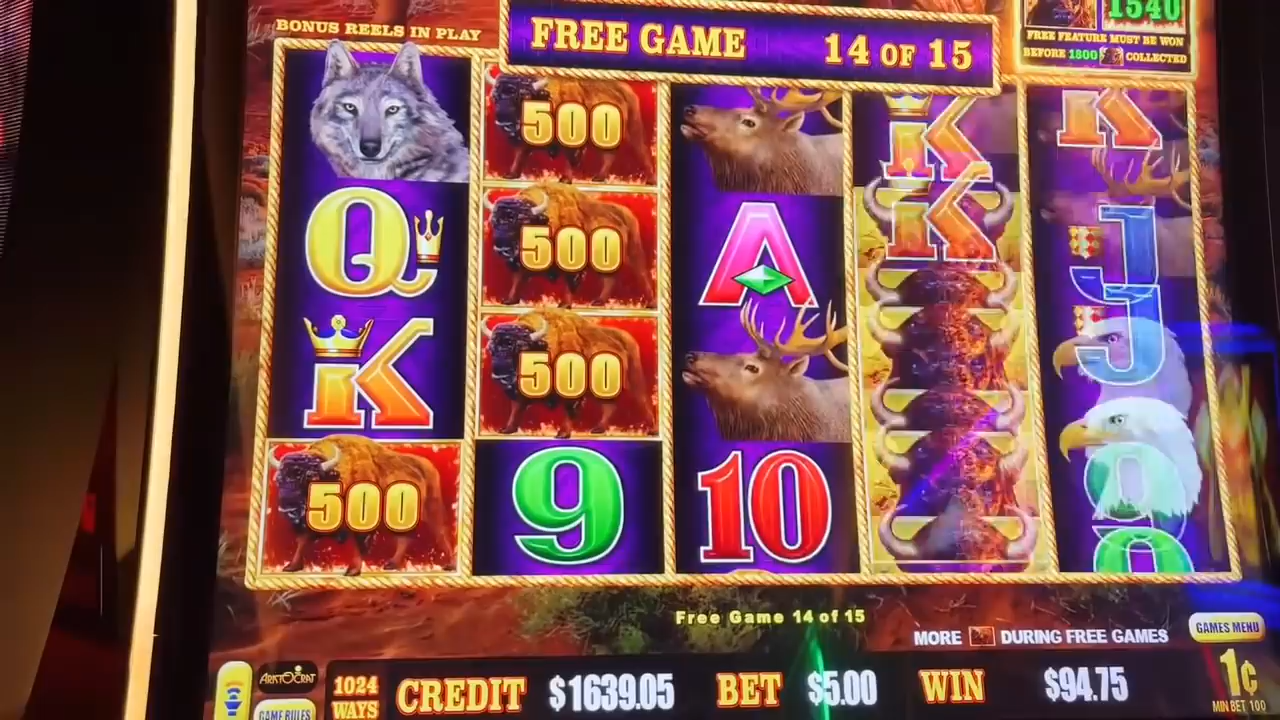 BONUS REELS IN PLAY
FREE GAME 14 OF 15
1540
FREE FEATURE MUST BE WON
BEFORE 1800 COLLECTED
500
K
K
Q
500
A
K
J
K
500
J
500
9
10
Q
Q
Free Game 14 of 15
MORE DURING FREE GAMES
GAMES MENU
ARISTOCRAT
GAME RULES
1024
WAYS
CREDIT $1639.05 BET $5.00 WIN $94.75
1¢
MIN BET 100